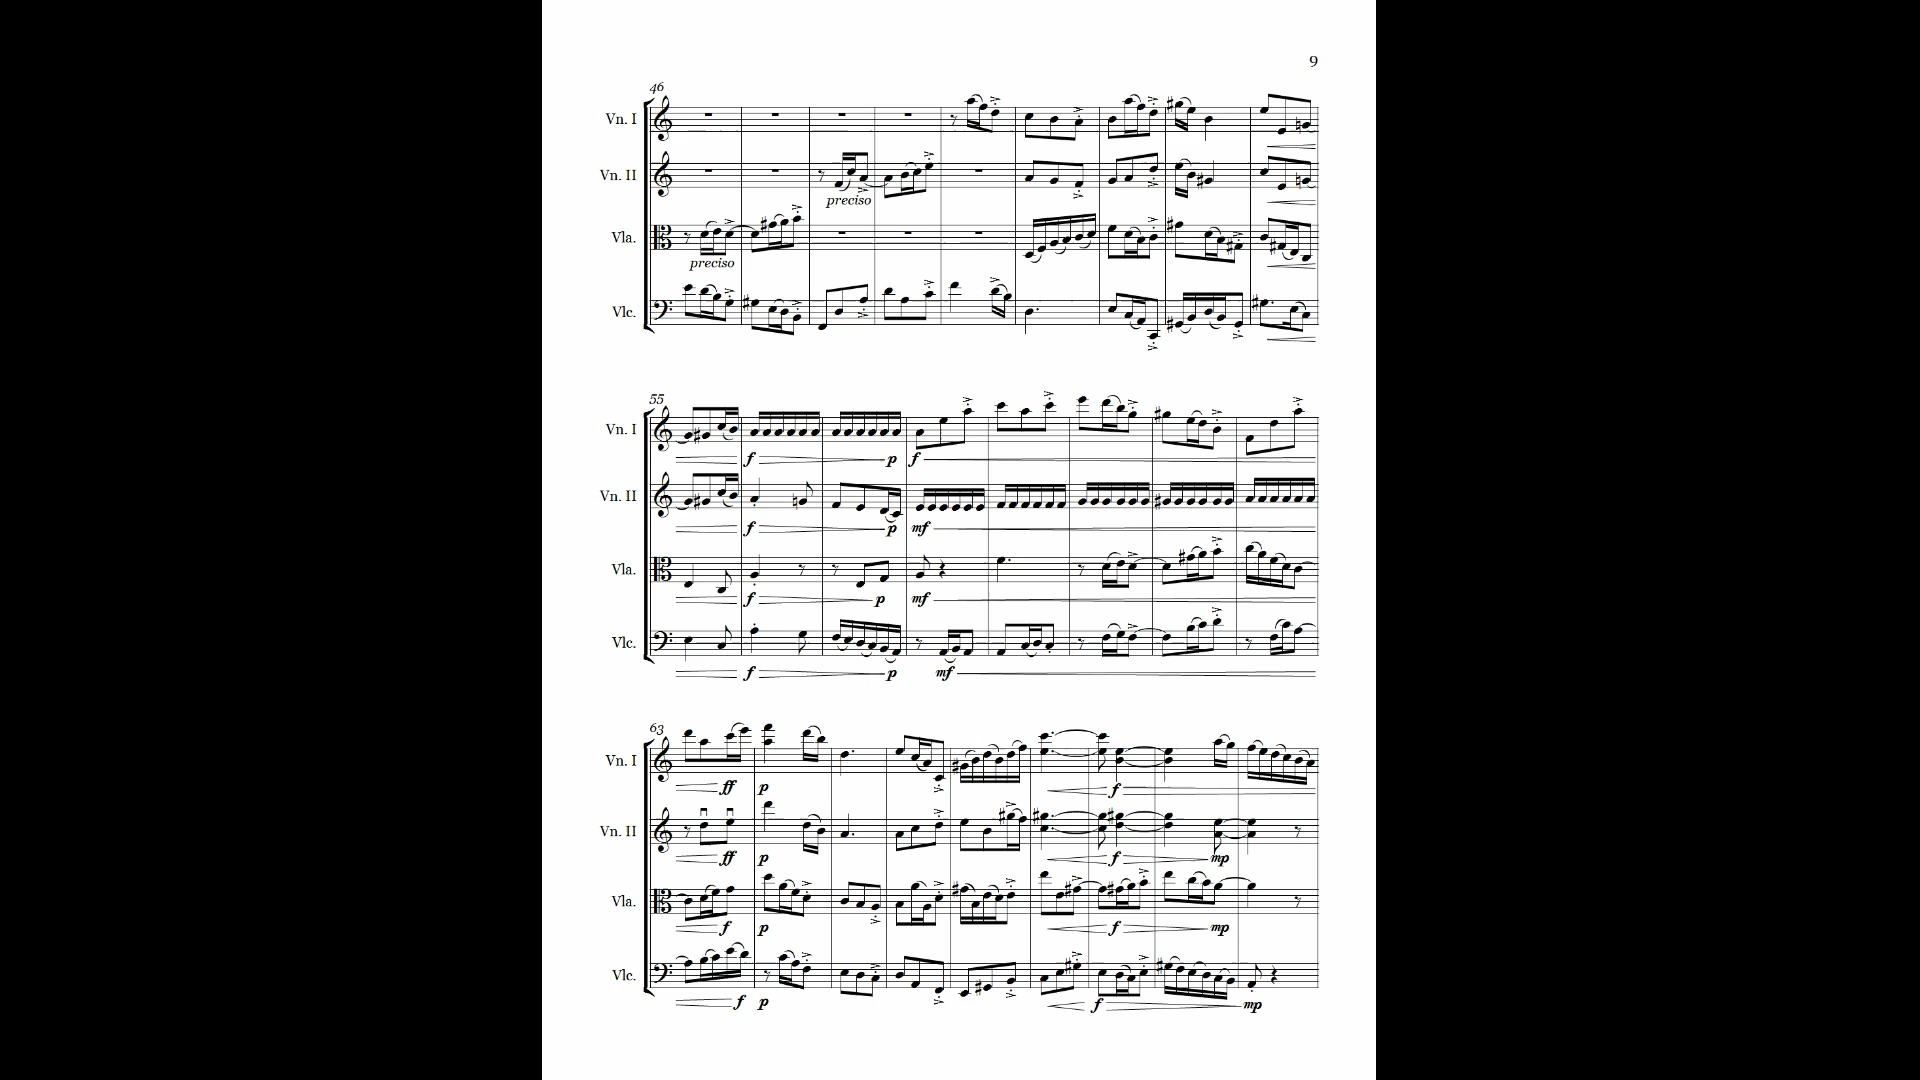 9
46
Vn. I
Vn. II
preciso
Vla.
preciso
Vlc.
55
Vn. I
f p f
Vn. II
f p mf
Vla.
f p mf
Vlc.
f p mf
63
Vn. I
ff p f
Vn. II
ff p f mp
Vla.
f p f mp
Vlc.
f p f mp